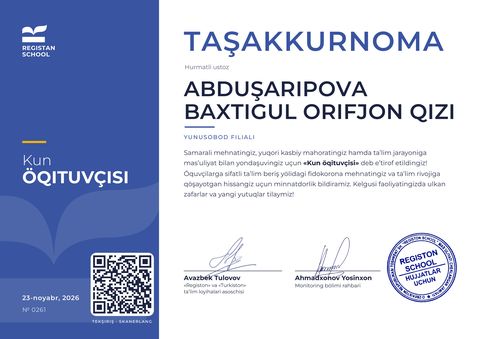 REGISTAN
SCHOOL
Kun
ÖQITUVÇISI
23-noyabr, 2026
№ 0261
TEKŞIRIŞ - SKANERLANG
TAŞAKKURNOMA
Hurmatli ustoz
ABDUŞARIPOVA
BAXTIGUL ORIFJON QIZI
YUNUSOBOD FILIALI
Samarali mehnatingiz, yuqori kasbiy mahoratingiz hamda ta’lim jarayoniga
mas’uliyat bilan yondaşuvingiz uçun «Kun öqituvçisi» deb e’tirof etildingiz!
Öquvçilarga sifatli ta’lim beriş yölidagi fidokorona mehnatingiz va ta’lim rivojiga
qöşayotgan hissangiz uçun minnatdorlik bildiramiz. Kelgusi faoliyatingizda ulkan
zafarlar va yangi yutuqlar tilaymiz!
Avazbek Tulovov
«Registon» va «Turkiston»
ta’lim loyihalari asoschisi
Ahmadxonov Yosinxon
Monitoring bölimi rahbari
REGISTON
SCHOOL
HUJJATLAR
UCHUN